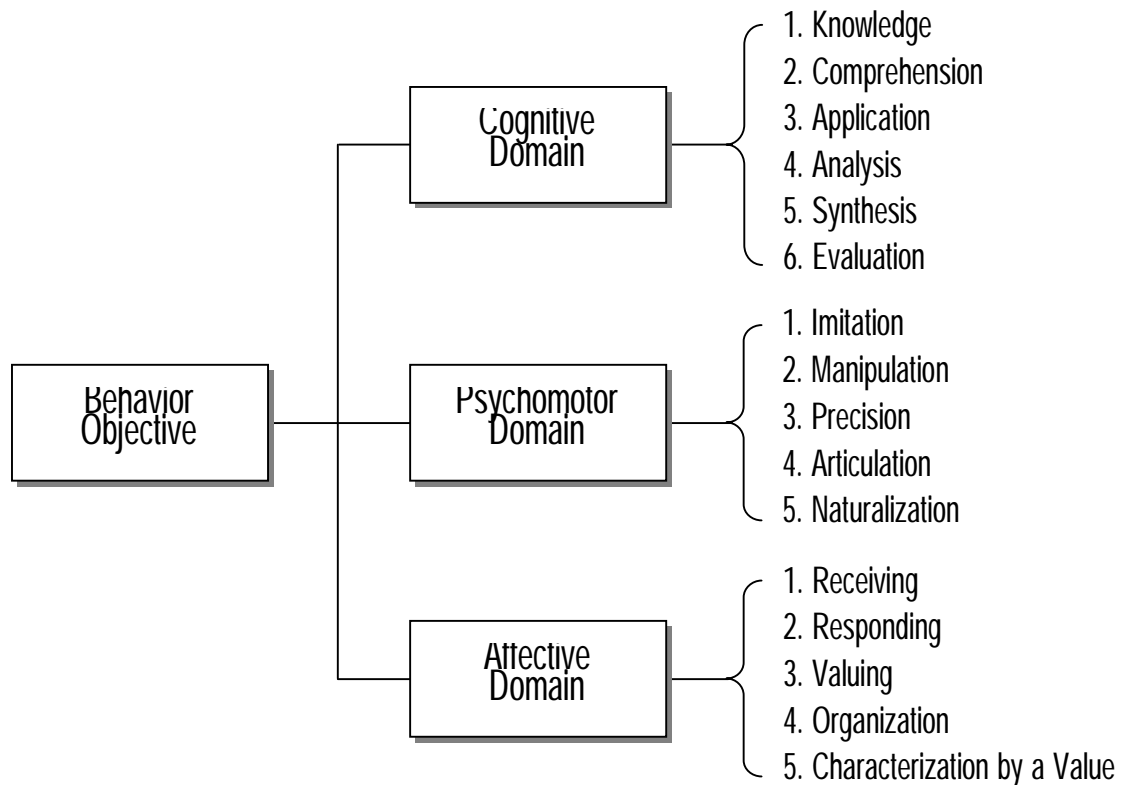 Behavior
Objective
Cognitive
Domain
1. Knowledge
2. Comprehension
3. Application
4. Analysis
5. Synthesis
6. Evaluation
Psychomotor
Domain
1. Imitation
2. Manipulation
3. Precision
4. Articulation
5. Naturalization
Affective
Domain
1. Receiving
2. Responding
3. Valuing
4. Organization
5. Characterization by a Value